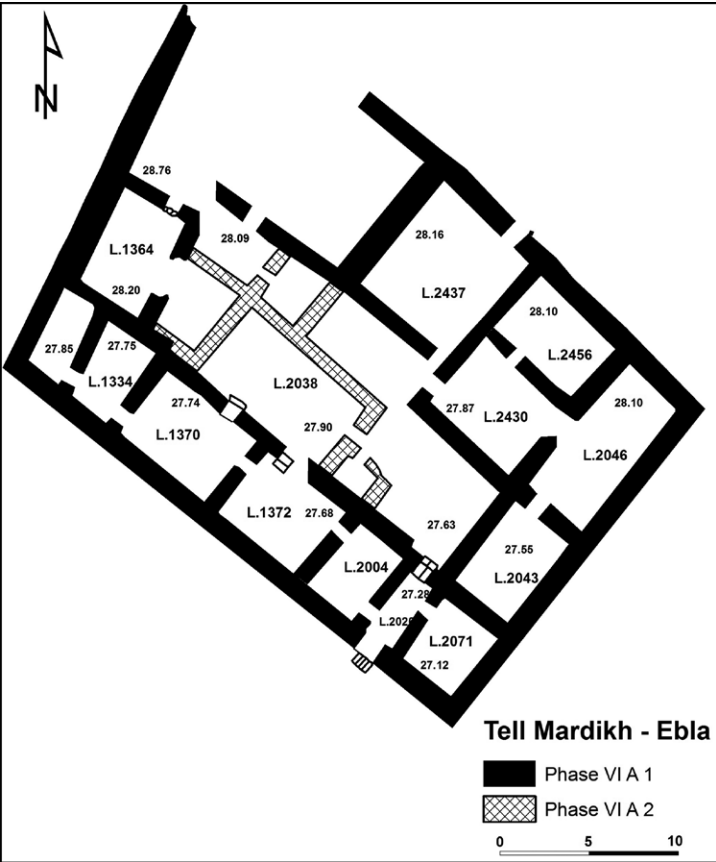 N
28.76
28.09
L.1364
28.20
28.16
L.2437
28.10
L.2456
27.85
27.75
L.1334
27.74
L.1370
L.2038
27.90
27.87
L.2430
28.10
L.2046
L.1372
27.68
27.63
27.55
L.2043
L.2004
27.28
L.2026
L.2071
27.12
Tell Mardikh - Ebla
Phase VI A 1
Phase VI A 2
0 5 10